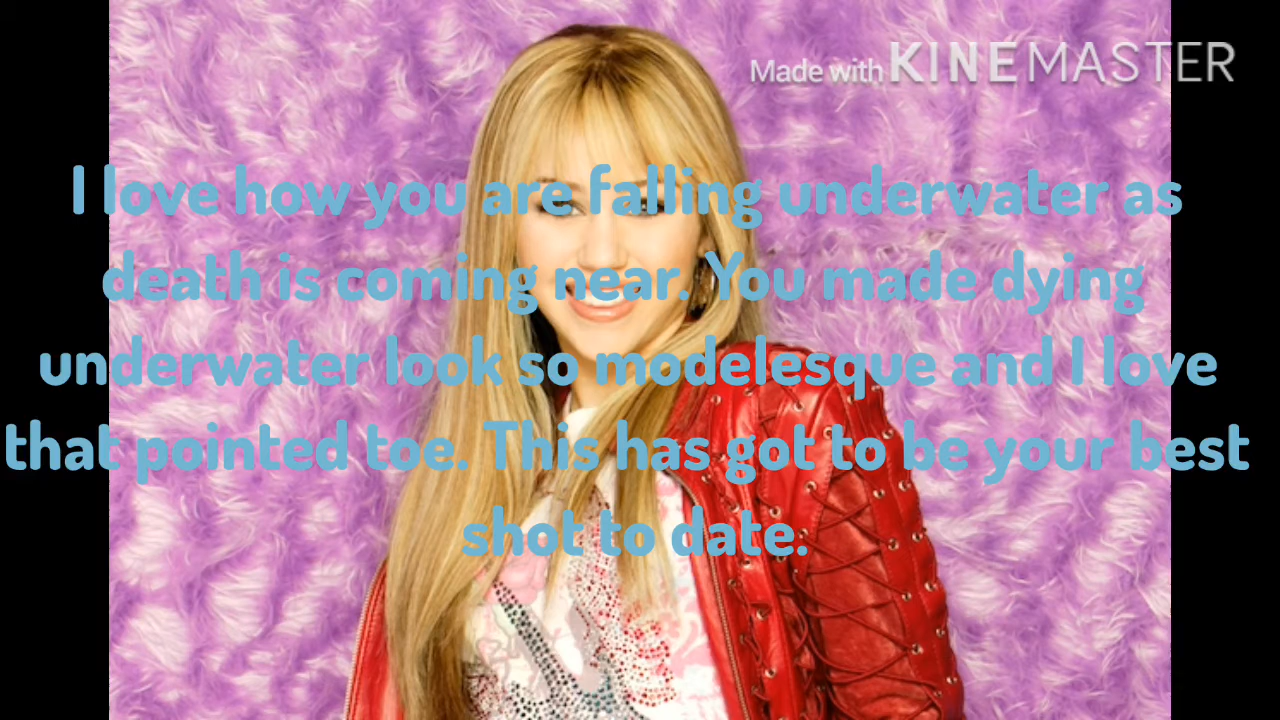 Made with KINEMASTER
I love how you are falling underwater as
death is coming near. You made dying
underwater look so modelesque and I love
that pointed toe. This has got to be your best
shot to date.